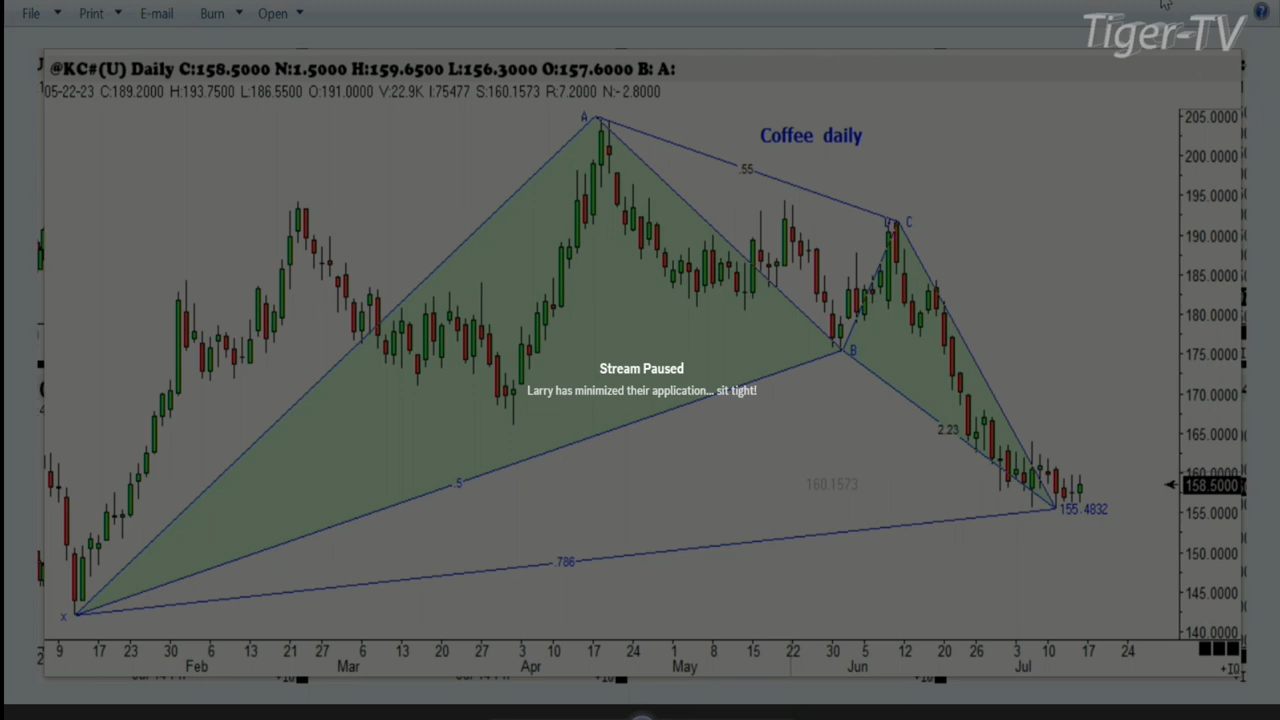 File Print E-mail Burn Open
Tiger-TV
@KC#(U) Daily C:158.5000 N:1.5000 H:159.6500 L:156.3000 O:157.6000 B: A:
05-22-23 C:189.2000 H:193.7500 L:186.5500 O:191.0000 V:22.9K I:75477 S:160.1573 R:7.2000 N:-2.8000
A
205.0000
Coffee daily
200.0000
.55
195.0000
C
190.0000
185.0000
180.0000
B
175.0000
Stream Paused
Larry has minimized their application... sit tight!
170.0000
2.23
165.0000
160.0000
.5
160.1573
158.5000
155.4832
155.0000
.786
150.0000
145.0000
X
140.0000
9 17 23 30 6 13 21 27 6 13 20 27 3 10 17 24 1 8 15 22 30 5 12 20 26 3 10 17 24
Feb Mar Apr May Jun Jul
+10